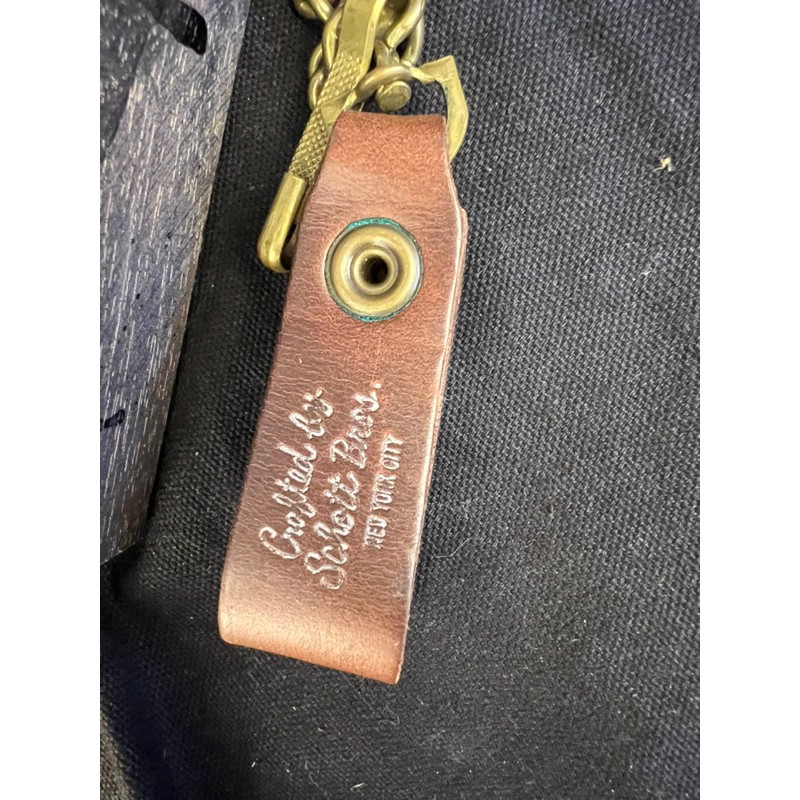 Crafted by
Schott Bros.
NEW YORK CITY